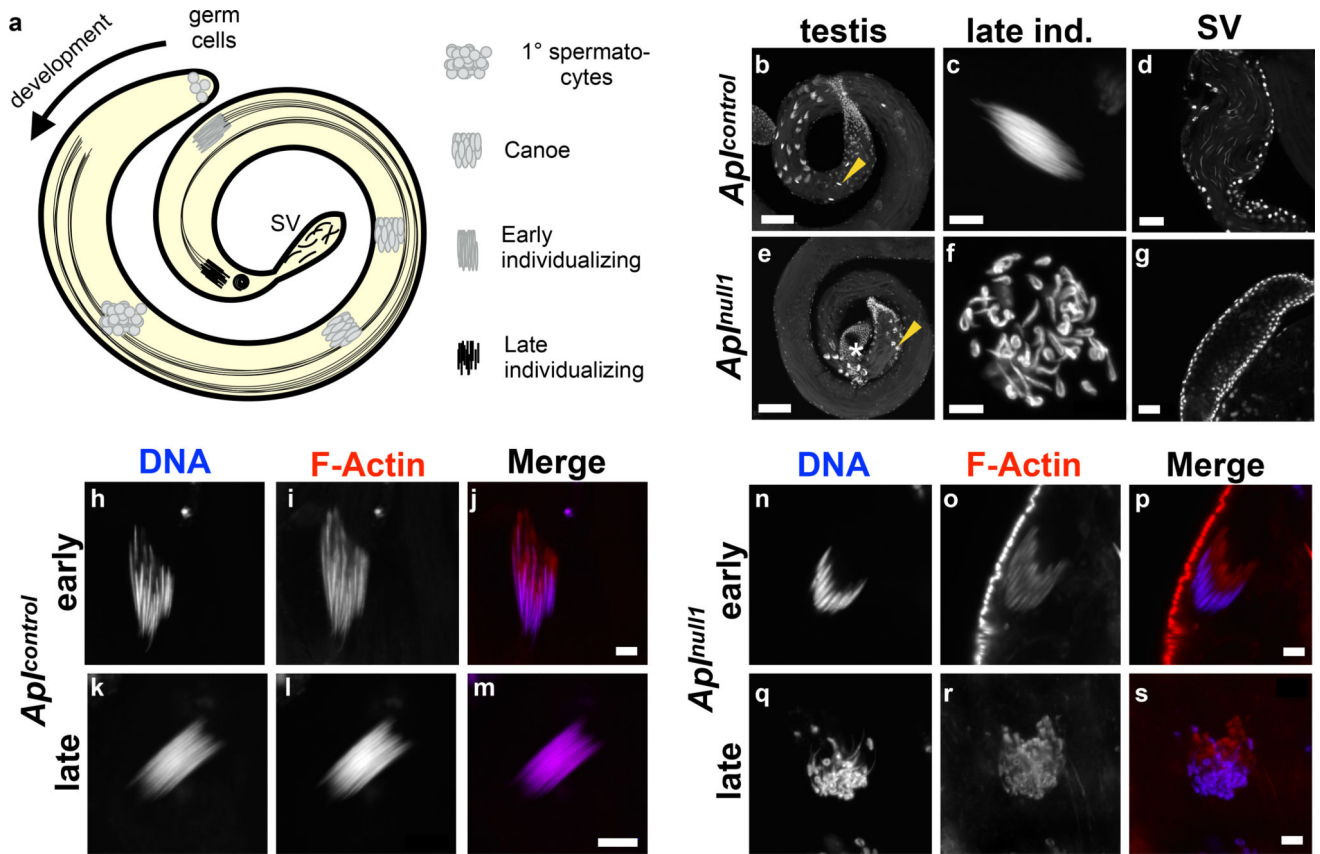 a
development
germ
cells
SV
1° spermato-
cytes
Canoe
Early
individualizing
Late
individualizing
testis late ind. SV
Apl^control
b c d
Apl^null1
e f g
*
DNA F-Actin Merge
Apl^control
early
h i j
late
k l m
DNA F-Actin Merge
Apl^null1
early
n o p
late
q r s